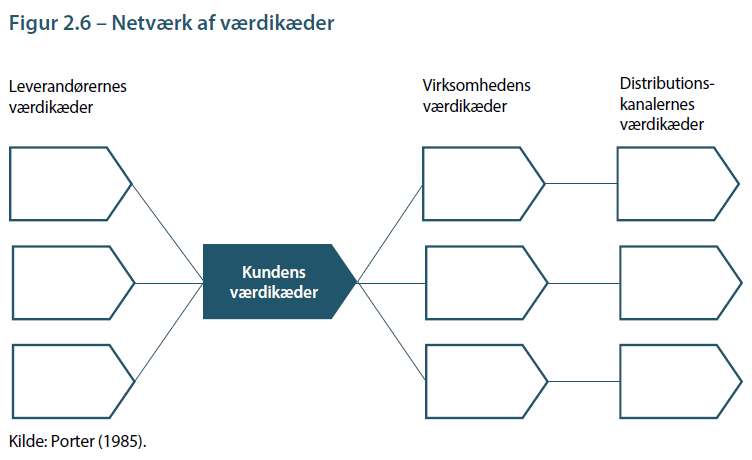 Figur 2.6 – Netværk af værdikæder
Leverandørernes
værdikæder
Virksomhedens
værdikæder
Distributions-
kanalernes
værdikæder
Kundens
værdikæder
Kilde: Porter (1985).